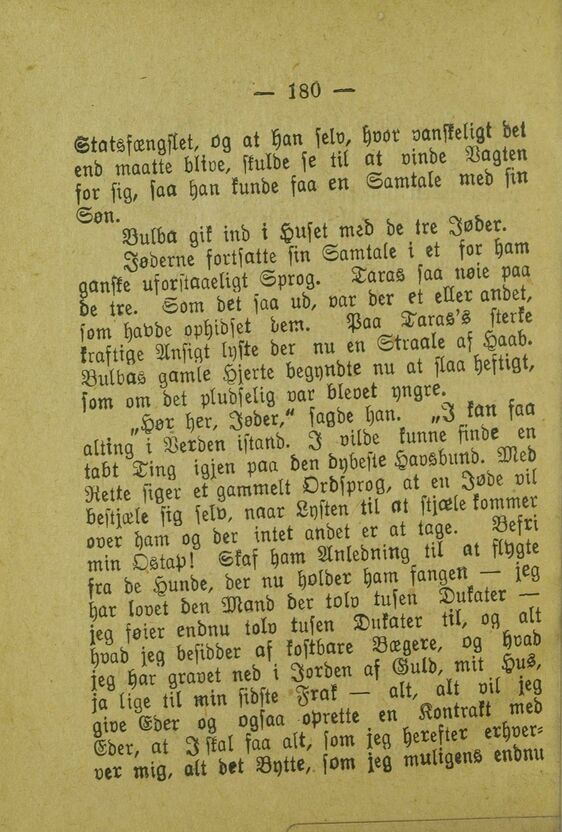 — 180 —
Statsfængslet, og at han selv, hvor vanskeligt det
end maatte blive, skulde se til at vinde Vagten
for sig, saa han kunde faa en Samtale med sin
Søn.
Bulba gik ind i Huset med de tre Jøder.
Jøderne fortsatte sin Samtale i et for ham
ganske uforstaaeligt Sprog. Taras saa nøie paa
de tre. Som det saa ud, var der et eller andet,
som havde ophidset dem. Paa Taras's sterke
kraftige Ansigt lyste der nu en Straale af Haab.
Bulbas gamle Hjerte begyndte nu at slaa heftigt,
som om det pludselig var blevet yngre.
„Hør her, Jøder,“ sagde han. „I kan faa
alting i Verden istand. I vilde kunne finde en
tabt Ting igjen paa den dybeste Havsbund. Med
Rette siger et gammelt Ordsprog, at en Jøde vil
bestjæle sig selv, naar Lysten til at stjæle kommer
over ham og der intet andet er at tage. Befri
min Ostap! Skaf ham Anledning til at flygte
fra de Hunde, der nu holder ham fangen — jeg
har lovet den Mand der tolv tusen Dukater —
jeg føier endnu tolv tusen Dukater til, og alt
hvad jeg besidder af kostbare Bægere, og hvad
jeg har gravet ned i Jorden af Guld, mit Hus,
ja lige til min sidste Frak — alt, alt vil jeg
give Eder og ogsaa oprette en Kontrakt med
Eder, at I skal faa alt, som jeg herefter erhver-
ver mig, alt det Bytte, som jeg muligens endnu